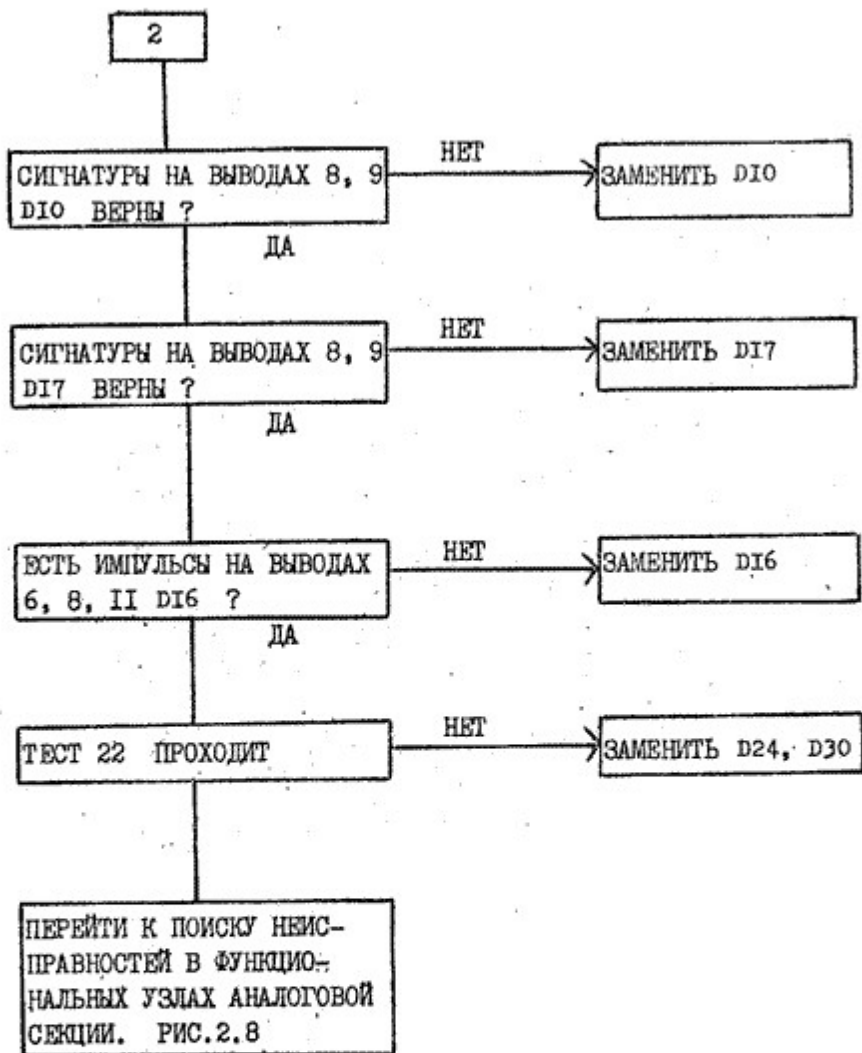 2
СИГНАТУРЫ НА ВЫВОДАХ 8, 9
DI0 ВЕРНЫ ?
НЕТ
ЗАМЕНИТЬ DI0
ДА
СИГНАТУРЫ НА ВЫВОДАХ 8, 9
DI7 ВЕРНЫ ?
НЕТ
ЗАМЕНИТЬ DI7
ДА
ЕСТЬ ИМПУЛЬСЫ НА ВЫВОДАХ
6, 8, II DI6 ?
НЕТ
ЗАМЕНИТЬ DI6
ДА
ТЕСТ 22 ПРОХОДИТ
НЕТ
ЗАМЕНИТЬ D24, D30
ПЕРЕЙТИ К ПОИСКУ НЕИС-
ПРАВНОСТЕЙ В ФУНКЦИО-
НАЛЬНЫХ УЗЛАХ АНАЛОГОВОЙ
СЕКЦИИ. РИС.2.8